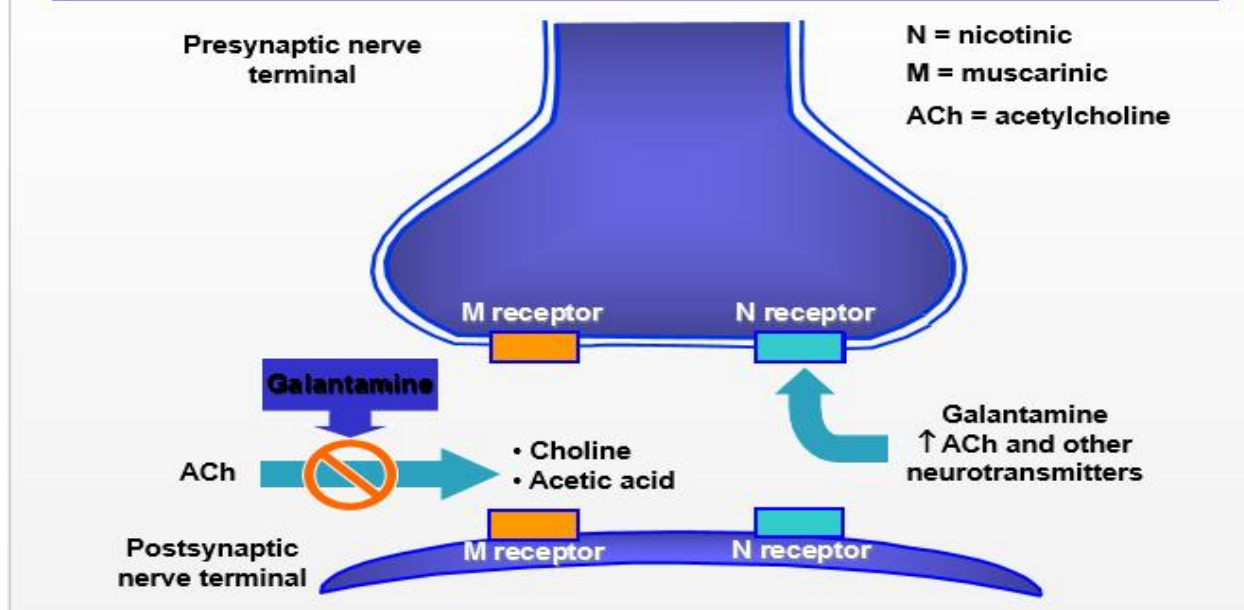 Presynaptic nerve
terminal
N = nicotinic
M = muscarinic
ACh = acetylcholine
M receptor
N receptor
Galantamine
ACh
• Choline
• Acetic acid
Galantamine
↑ ACh and other
neurotransmitters
Postsynaptic
nerve terminal
M receptor
N receptor